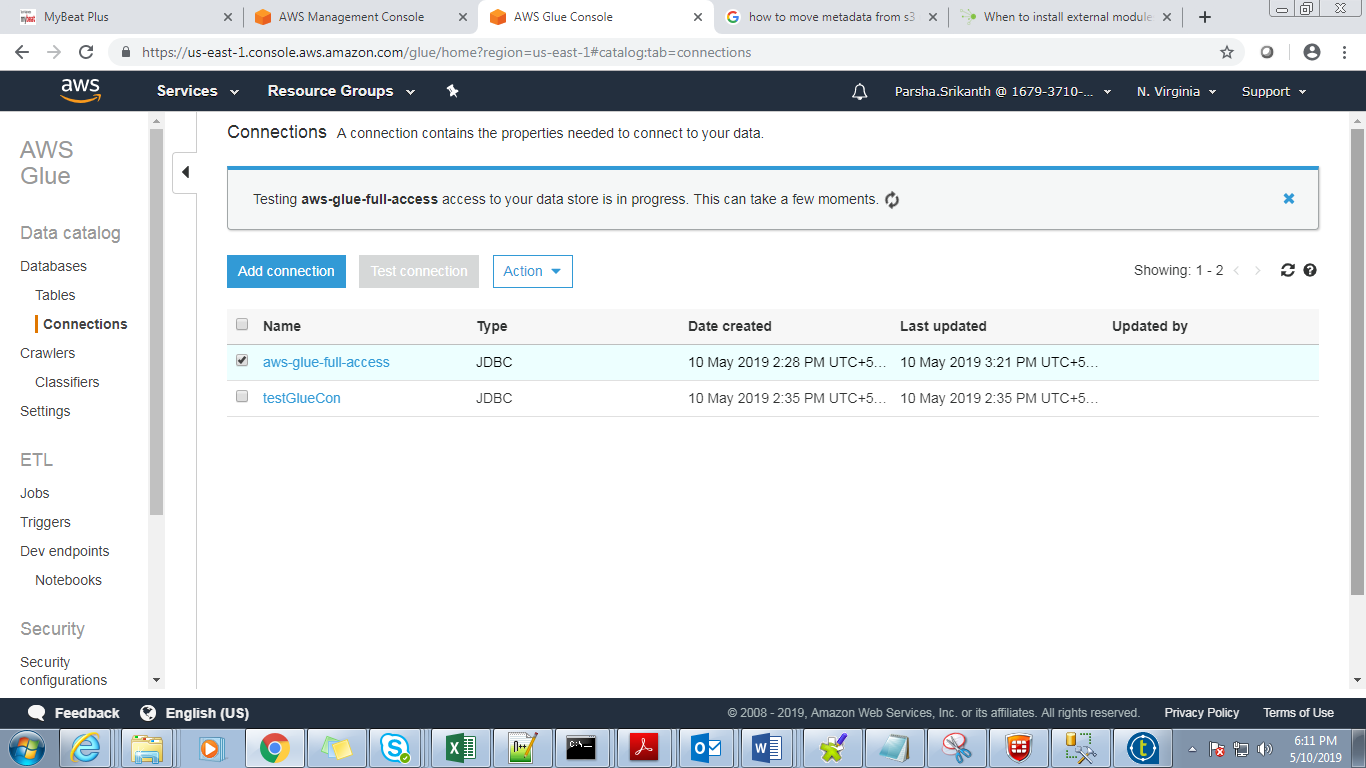 MyBeat Plus
AWS Management Console
AWS Glue Console
how to move metadata from s3
When to install external module
https://us-east-1.console.aws.amazon.com/glue/home?region=us-east-1#catalog:tab=connections
aws
Services
Resource Groups
Parsha.Srikanth @ 1679-3710-...
N. Virginia
Support
AWS
Glue
Data catalog
Databases
Tables
Connections
Crawlers
Classifiers
Settings
ETL
Jobs
Triggers
Dev endpoints
Notebooks
Security
Security
configurations
Connections A connection contains the properties needed to connect to your data.
Testing aws-glue-full-access access to your data store is in progress. This can take a few moments.
Add connection
Test connection
Action
Showing: 1 - 2
Name Type Date created Last updated Updated by
aws-glue-full-access JDBC 10 May 2019 2:28 PM UTC+5... 10 May 2019 3:21 PM UTC+5...
testGlueCon JDBC 10 May 2019 2:35 PM UTC+5... 10 May 2019 2:35 PM UTC+5...
Feedback
English (US)
© 2008 - 2019, Amazon Web Services, Inc. or its affiliates. All rights reserved.
Privacy Policy
Terms of Use
6:11 PM
5/10/2019